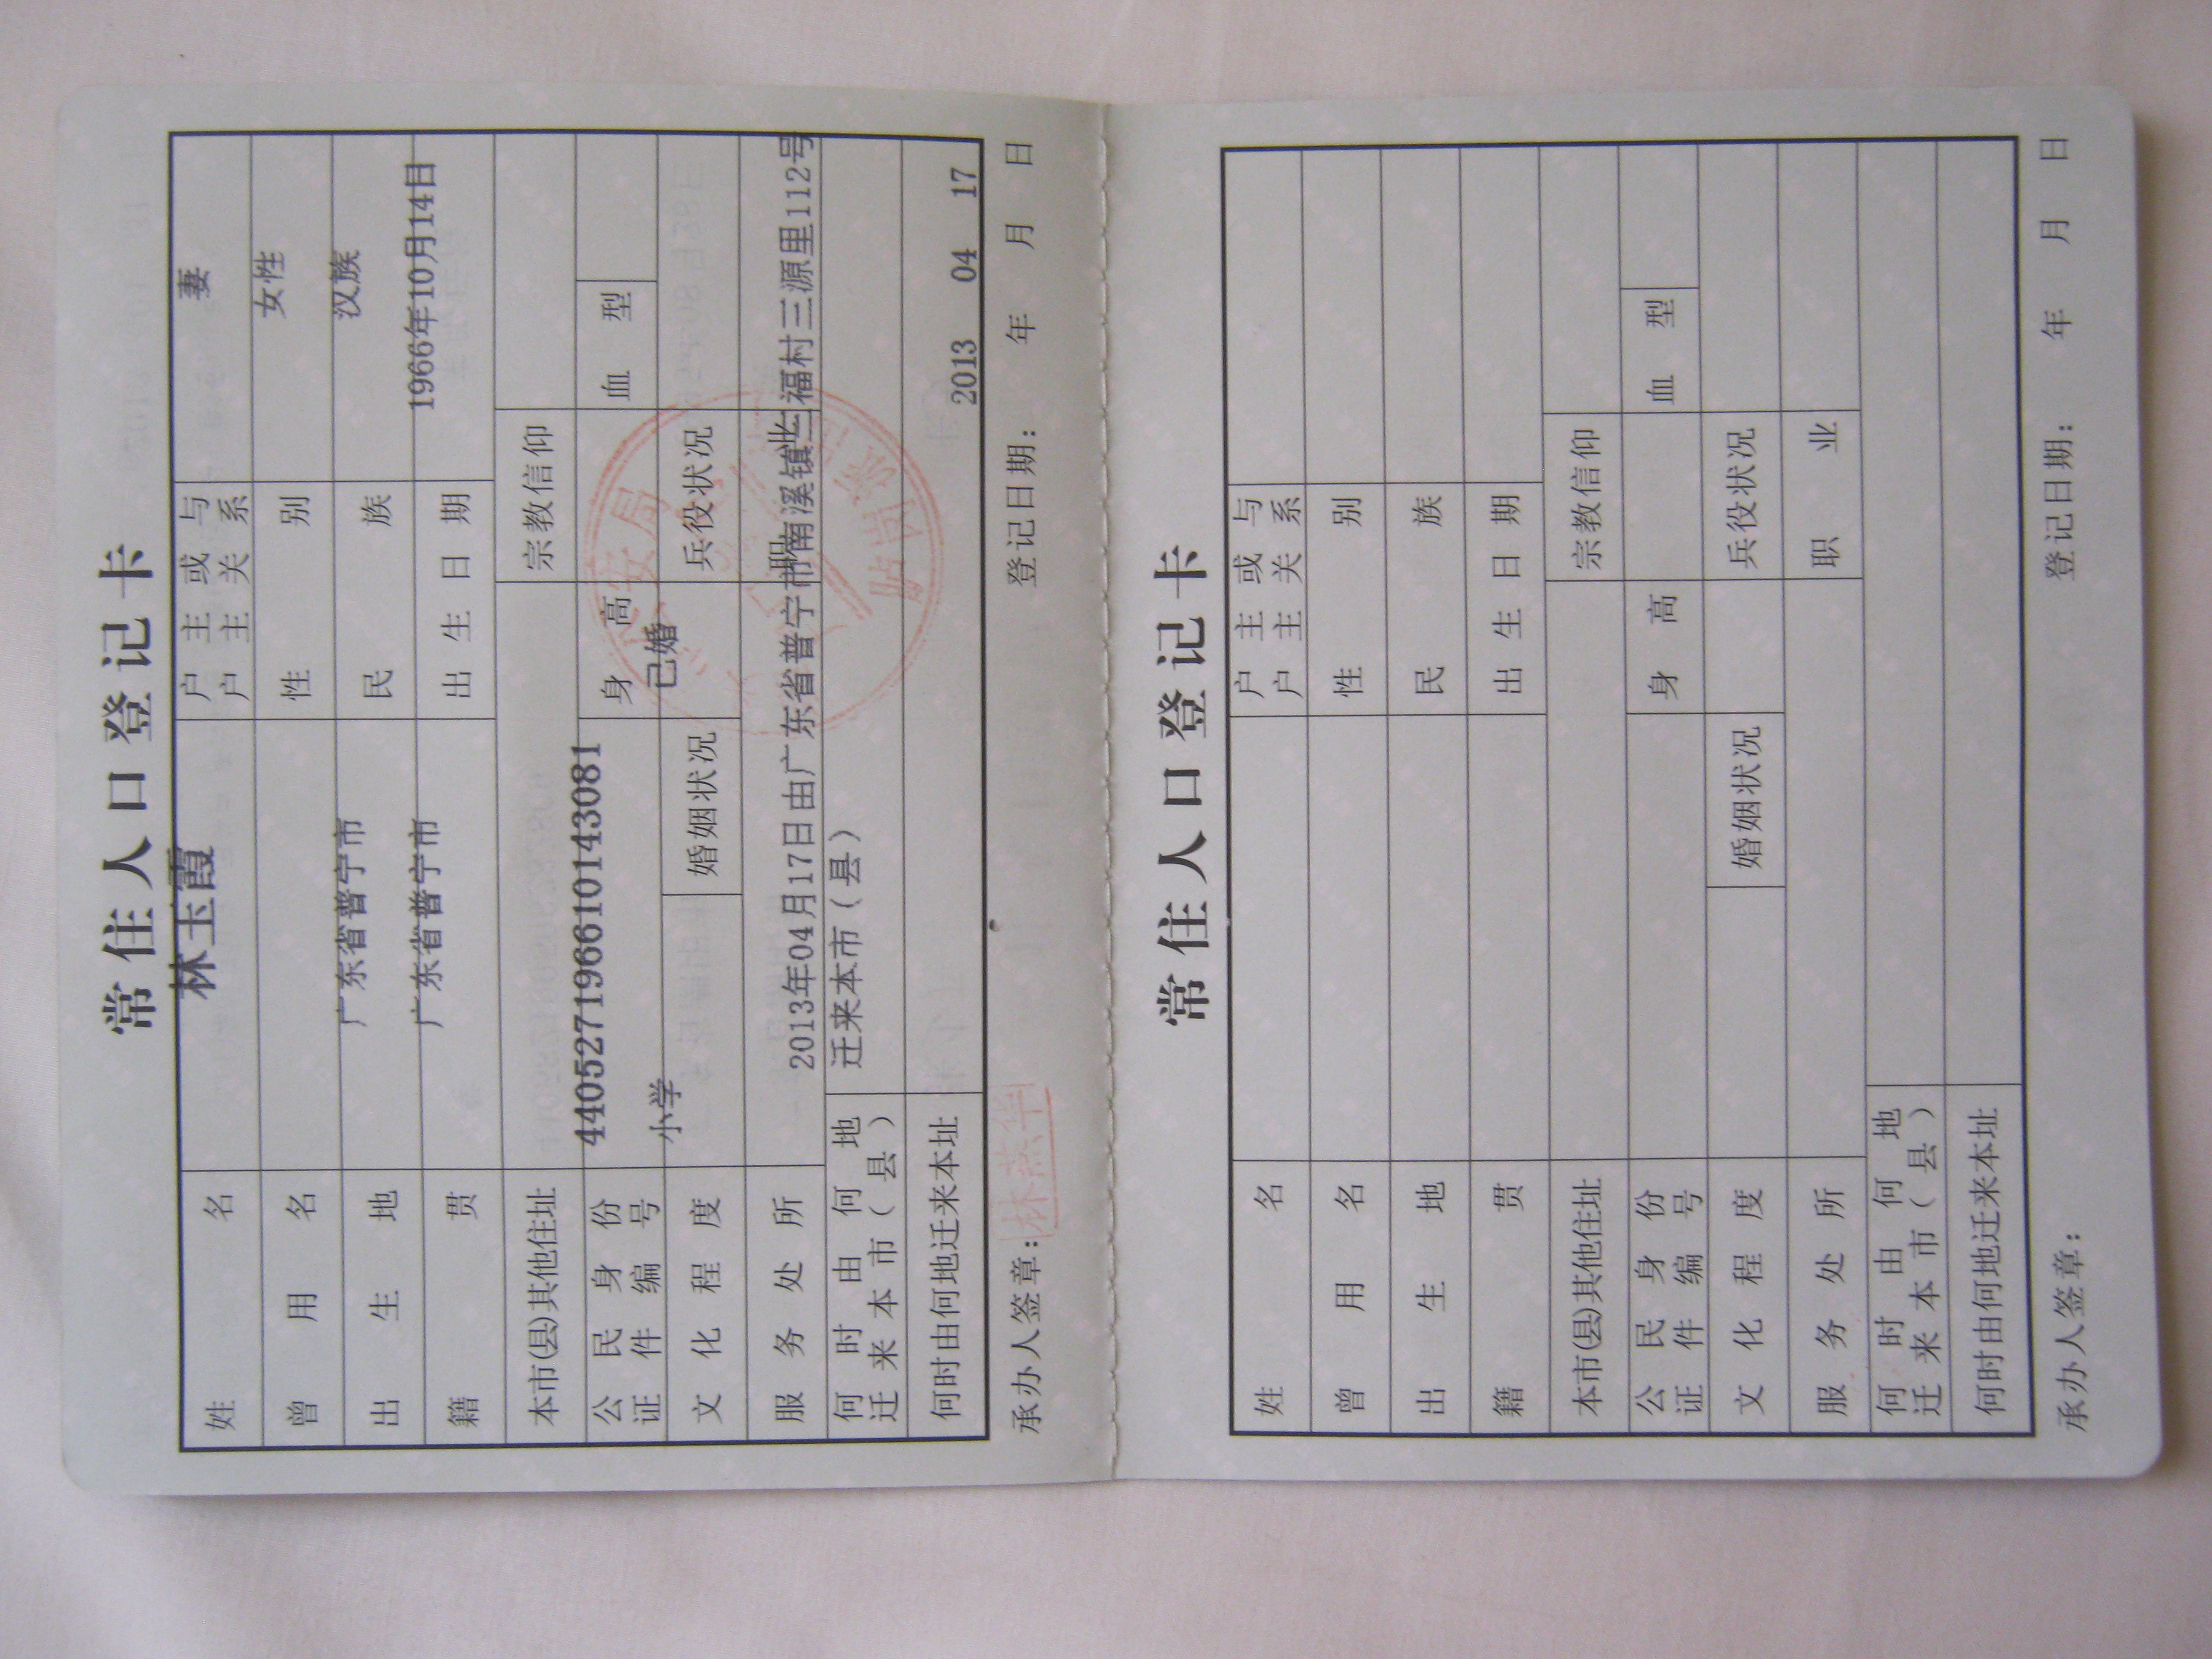 常住人口登记卡
姓名 林玉霞 户主或与户主关系 妻
曾用名 性别 女性
出生地 广东省普宁市 民族 汉族
籍贯 广东省普宁市 出生日期 1966年10月14日
本市(县)其他住址 宗教信仰
公民身份证件编号 440527196610143081 身高 血型
文化程度 小学 婚姻状况 已婚 兵役状况
服务处所 职业
何时由何地迁来本市(县) 2013年04月17日由广东省普宁市南溪镇三福村三源里112号迁来本市(县)
何时由何地迁来本址
2013 04 17
承办人签章: 林燕华 登记日期: 年 月 日
常住人口登记卡
姓名 户主或与户主关系
曾用名 性别
出生地 民族
籍贯 出生日期
本市(县)其他住址 宗教信仰
公民身份证件编号 身高 血型
文化程度 婚姻状况 兵役状况
服务处所 职业
何时由何地迁来本市(县)
何时由何地迁来本址
承办人签章: 登记日期: 年 月 日